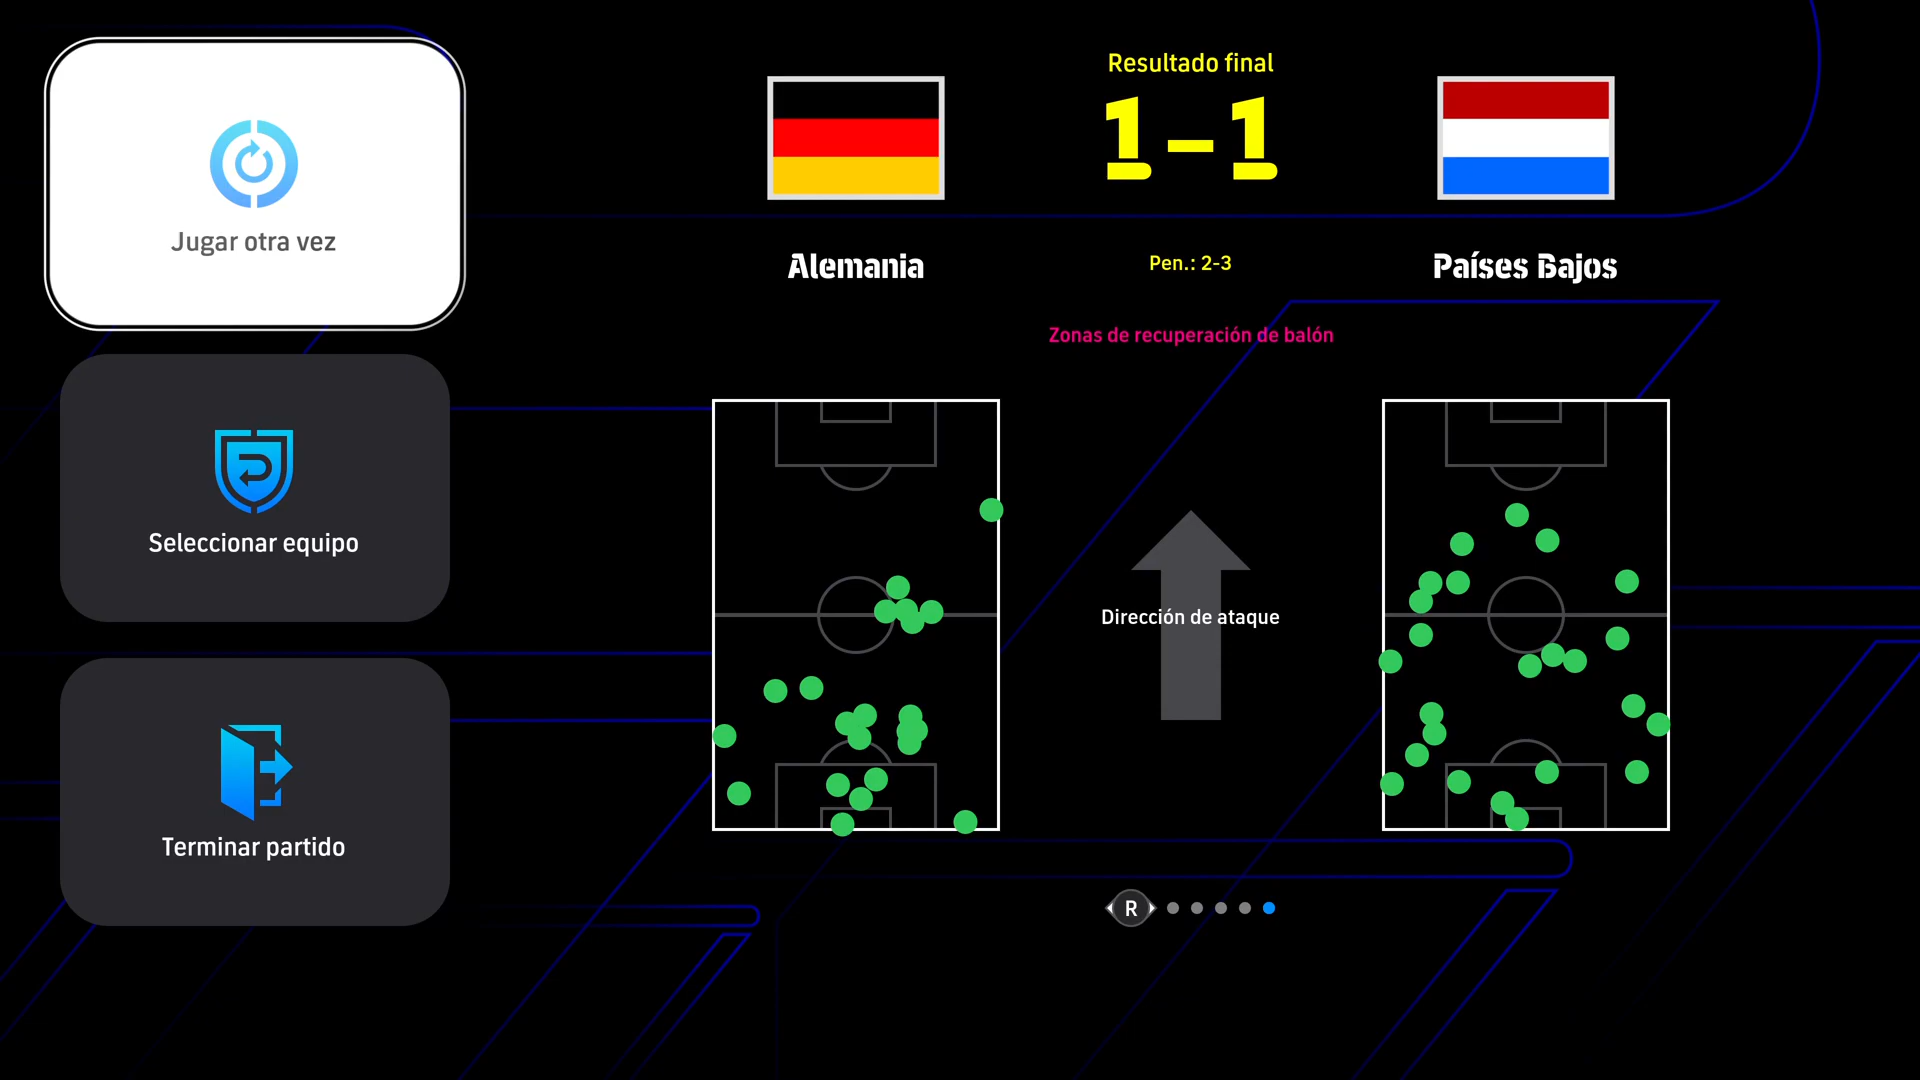 Jugar otra vez
Seleccionar equipo
Terminar partido
Resultado final
1-1
Alemania
Pen.: 2-3
Países Bajos
Zonas de recuperación de balón
Dirección de ataque
R